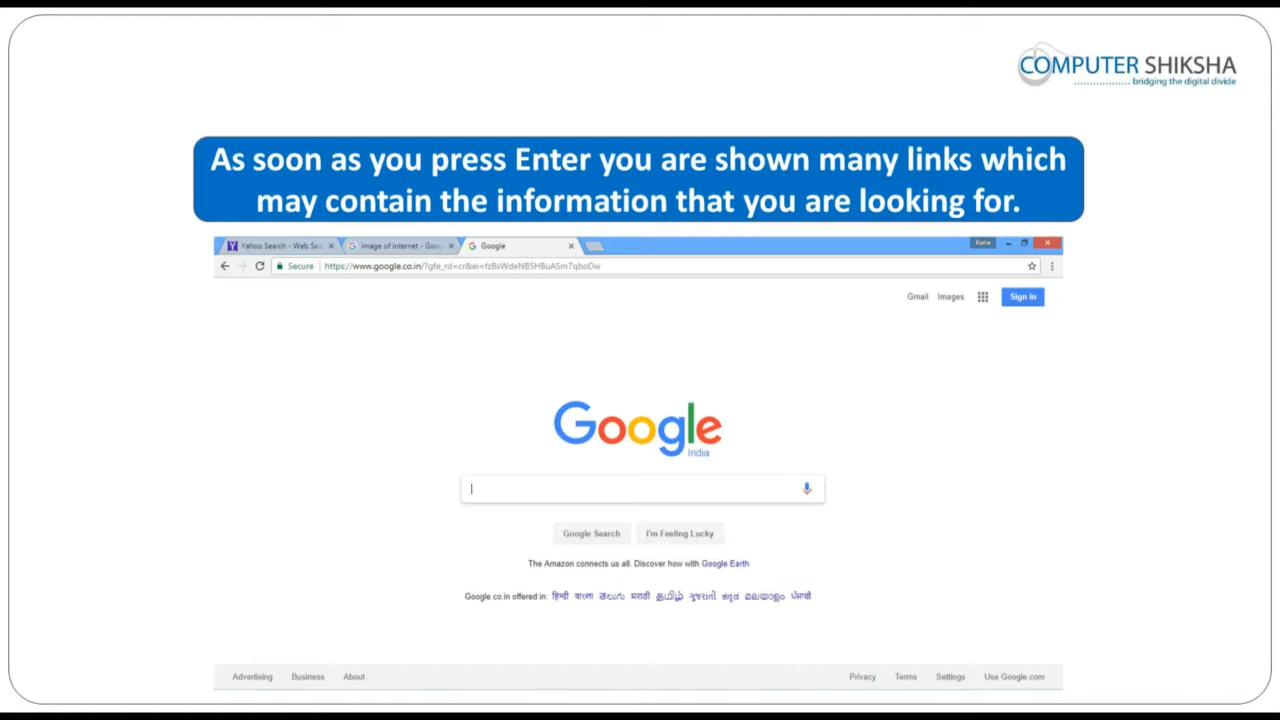 COMPUTER SHIKSHA
bridging the digital divide
As soon as you press Enter you are shown many links which
may contain the information that you are looking for.
Yahoo Search - Web Sea
image of internet - Goog
Google
Rana
Secure
https://www.google.co.in/?gfe_rd=cr&ei=fzBsWdeNB5HBuASm7qboDw
Gmail Images Sign in
Google
India
Google Search I'm Feeling Lucky
The Amazon connects us all. Discover how with Google Earth
Google.co.in offered in: हिन्दी বাংলা తెలుగు मराठी தமிழ் ગુજરાતી ಕನ್ನಡ മലയാളം ਪੰਜਾਬੀ
Advertising Business About Privacy Terms Settings Use Google.com